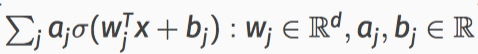 ∑ⱼ aⱼσ(wⱼᵀx + bⱼ) : wⱼ ∈ ℝᵈ, aⱼ, bⱼ ∈ ℝ